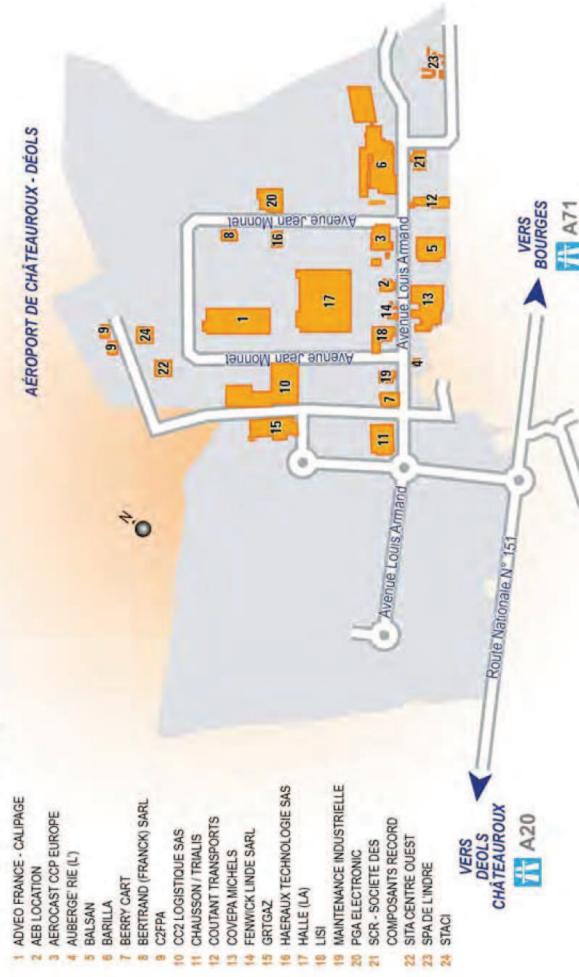 AÉROPORT DE CHÂTEAUROUX - DÉOLS
N
9
9
24
22
8
20
16
1
17
10
15
Avenue Jean Monnet
Avenue Jean Monnet
23
6
21
12
3
2
14
18
19
7
11
5
13
4
Avenue Louis Armand
Avenue Louis Armand
Route Nationale N° 151
VERS
BOURGES
A71
VERS
DEOLS
CHÂTEAUROUX
A20
1 ADVEO FRANCE - CALIPAGE
2 AEB LOCATION
3 AEROCAST CCP EUROPE
4 AUBERGE' RIE (L')
5 BALSAN
6 BARILLA
7 BERRY CART
8 BERTRAND (FRANCK) SARL
9 C2FPA
10 CC2 LOGISTIQUE SAS
11 CHAUSSON / TRIALIS
12 COUTANT TRANSPORTS
13 COVEPA MICHELS
14 FENWICK LINDE SARL
15 GRTGAZ
16 HAERAUX TECHNOLOGIE SAS
17 HALLE (LA)
18 LISI
19 MAINTENANCE INDUSTRIELLE
20 PGA ELECTRONIC
21 SCR - SOCIETE DES
COMPOSANTS RECORD
22 SITA CENTRE OUEST
23 SPA DE L'INDRE
24 STACI